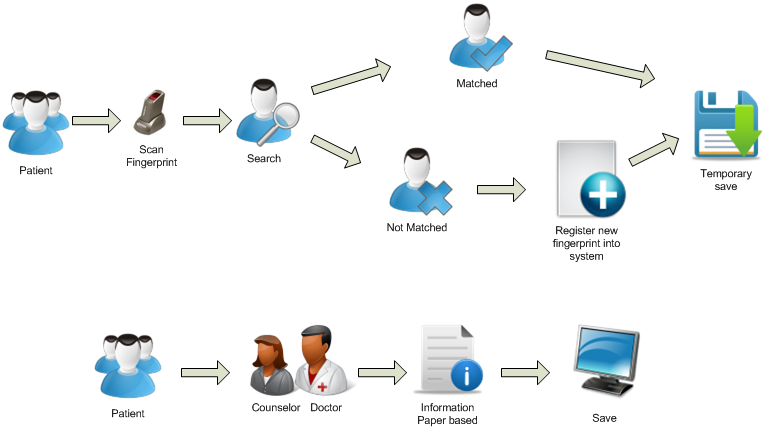 Matched
Patient
Scan
Fingerprint
Search
Temporary
save
Not Matched
Register new
fingerprint into
system
Patient
Counselor
Doctor
Information
Paper based
Save